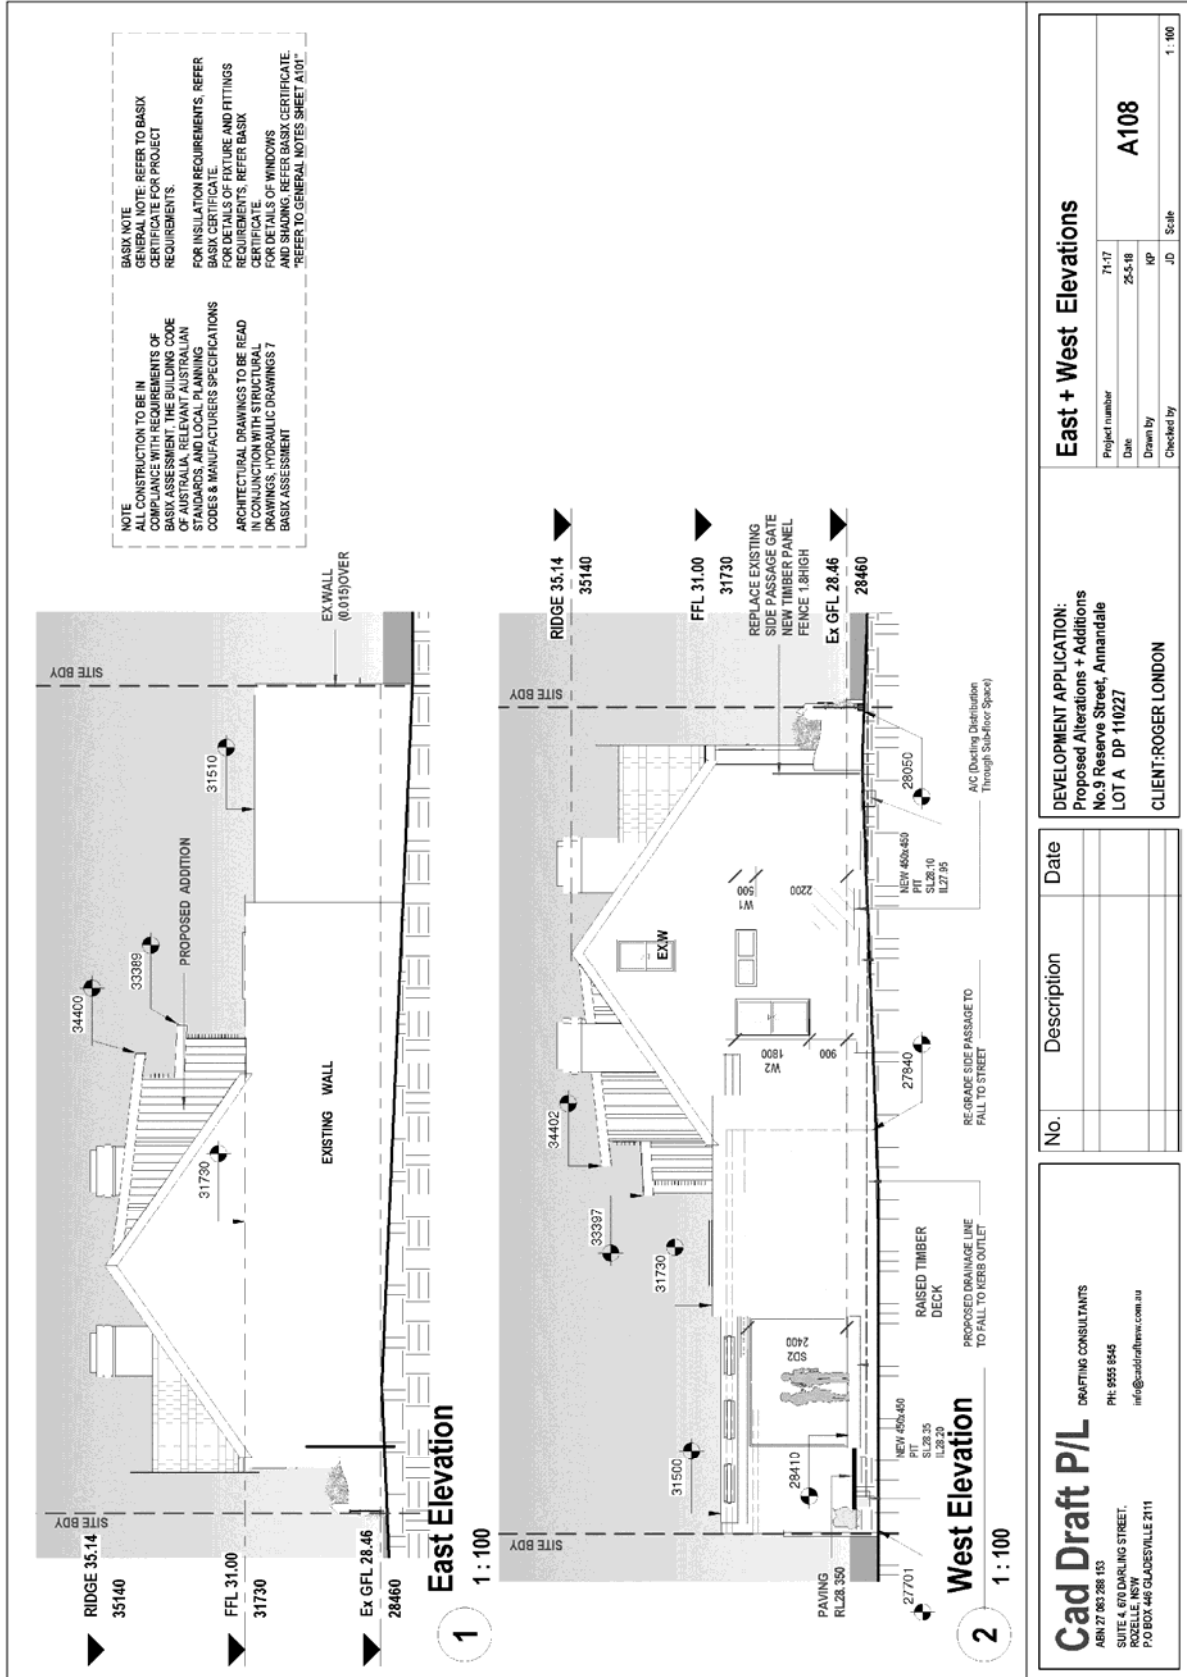 NOTE
ALL CONSTRUCTION TO BE IN
COMPLIANCE WITH REQUIREMENTS OF
BASIX ASSESSMENT, THE BUILDING CODE
OF AUSTRALIA, RELEVANT AUSTRALIAN
STANDARDS, AND LOCAL PLANNING
CODES & MANUFACTURERS SPECIFICATIONS
ARCHITECTURAL DRAWINGS TO BE READ
IN CONJUNCTION WITH STRUCTURAL
DRAWINGS, HYDRAULIC DRAWINGS 7
BASIX ASSESSMENT
BASIX NOTE
GENERAL NOTE: REFER TO BASIX
CERTIFICATE FOR PROJECT
REQUIREMENTS.
FOR INSULATION REQUIREMENTS, REFER
BASIX CERTIFICATE.
FOR DETAILS OF FIXTURE AND FITTINGS
REQUIREMENTS, REFER BASIX
CERTIFICATE.
FOR DETAILS OF WINDOWS
AND SHADING, REFER BASIX CERTIFICATE.
"REFER TO GENERAL NOTES SHEET A101"
RIDGE 35.14
35140
FFL 31.00
31730
Ex GFL 28.46
28460
SITE BDY
34400
33389
PROPOSED ADDITION
31730
31510
EXISTING WALL
SITE BDY
EX.WALL
(0.015)OVER
1
East Elevation
1 : 100
SITE BDY
31500
33397
31730
34402
EX.W
W1
500
2200
W2
1800
900
SD2
2400
28410
SITE BDY
RIDGE 35.14
35140
FFL 31.00
31730
REPLACE EXISTING
SIDE PASSAGE GATE
NEW TIMBER PANEL
FENCE 1.8HIGH
Ex GFL 28.46
28460
PAVING
RL28.350
27701
NEW 450x450
PIT
SL28.35
IL28.20
RAISED TIMBER
DECK
PROPOSED DRAINAGE LINE
TO FALL TO KERB OUTLET
27840
RE-GRADE SIDE PASSAGE TO
FALL TO STREET
NEW 450x450
PIT
SL28.10
IL27.95
28050
A/C (Ducting Distribution
Through Sub-floor Space)
2
West Elevation
1 : 100
Cad Draft P/L
DRAFTING CONSULTANTS
ABN 27 083 288 153
SUITE 4, 670 DARLING STREET,
ROZELLE, NSW
P.O BOX 446 GLADESVILLE 2111
PH: 9555 8545
info@caddraftnsw.com.au
No.
Description
Date
DEVELOPMENT APPLICATION:
Proposed Alterations + Additions
No.9 Reserve Street, Annandale
LOT A DP 110227
CLIENT:ROGER LONDON
East + West Elevations
Project number 71-17
Date 25-5-18
Drawn by KP
Checked by JD
A108
Scale 1 : 100